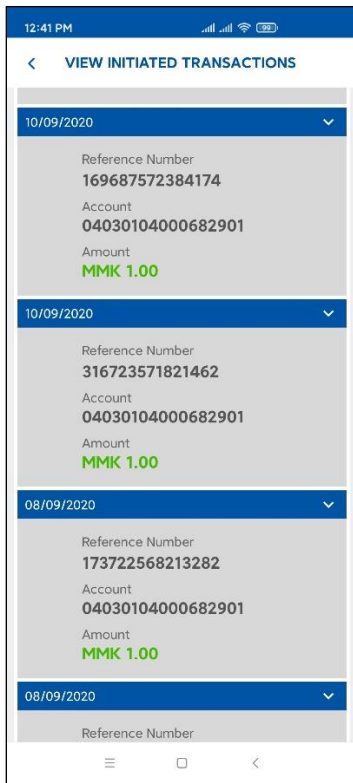 12:41 PM
99
VIEW INITIATED TRANSACTIONS
10/09/2020
Reference Number
169687572384174
Account
04030104000682901
Amount
MMK 1.00
10/09/2020
Reference Number
316723571821462
Account
04030104000682901
Amount
MMK 1.00
08/09/2020
Reference Number
173722568213282
Account
04030104000682901
Amount
MMK 1.00
08/09/2020
Reference Number